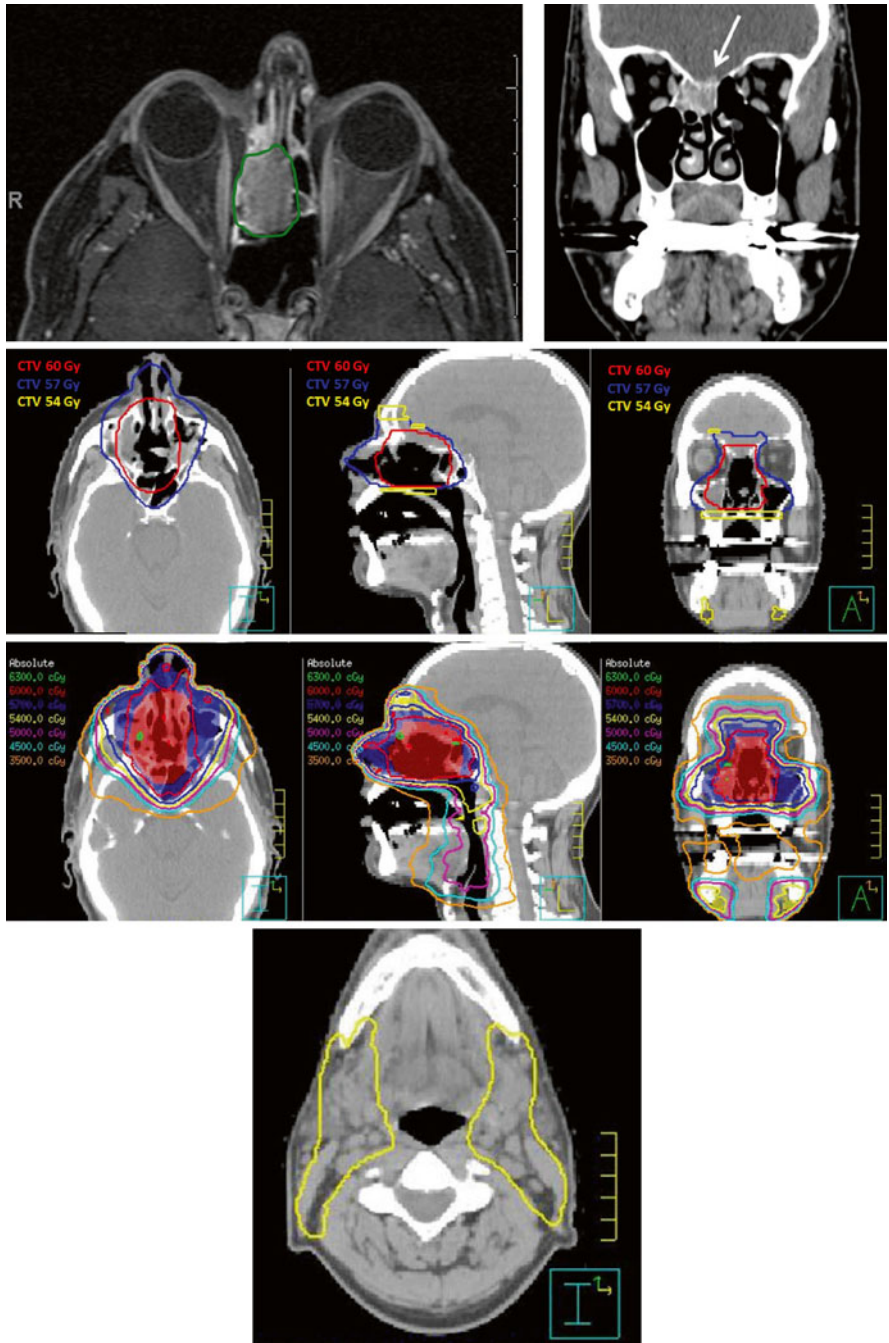 R
CTV 60 Gy
CTV 57 Gy
CTV 54 Gy
CTV 60 Gy
CTV 57 Gy
CTV 54 Gy
CTV 60 Gy
CTV 57 Gy
CTV 54 Gy
I
L
A
Absolute
6300.0 cGy
6000.0 cGy
5700.0 cGy
5400.0 cGy
5000.0 cGy
4500.0 cGy
3500.0 cGy
Absolute
6300.0 cGy
6000.0 cGy
5700.0 cGy
5400.0 cGy
5000.0 cGy
4500.0 cGy
3500.0 cGy
Absolute
6300.0 cGy
6000.0 cGy
5700.0 cGy
5400.0 cGy
5000.0 cGy
4500.0 cGy
3500.0 cGy
I
L
A
I